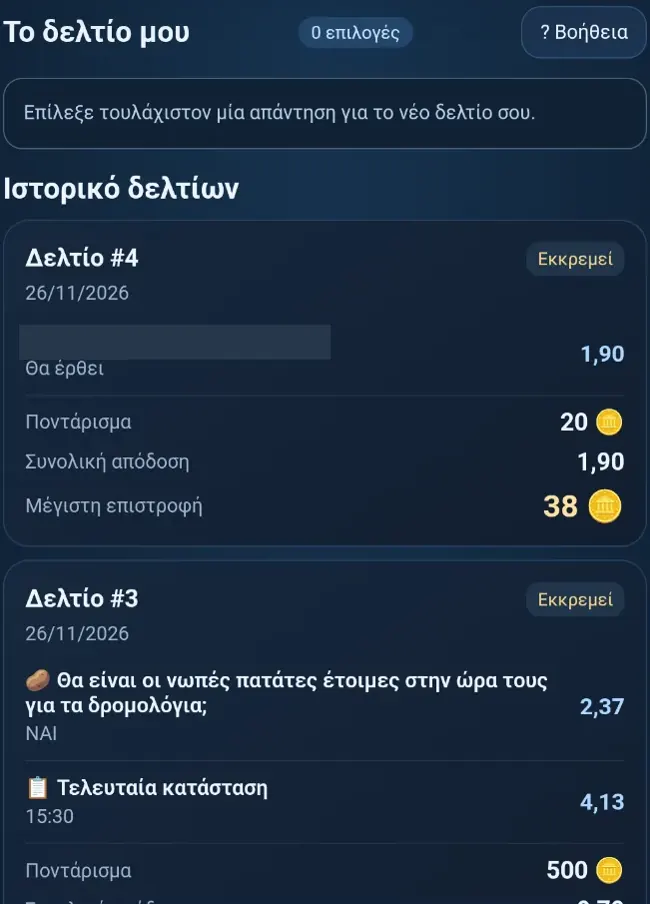 Το δελτίο μου
0 επιλογές
? Βοήθεια
Επίλεξε τουλάχιστον μία απάντηση για το νέο δελτίο σου.
Ιστορικό δελτίων
Δελτίο #4
Εκκρεμεί
26/11/2026
Θα έρθει
1,90
Ποντάρισμα
20
Συνολική απόδοση
1,90
Μέγιστη επιστροφή
38
Δελτίο #3
Εκκρεμεί
26/11/2026
Θα είναι οι νωπές πατάτες έτοιμες στην ώρα τους
για τα δρομολόγια;
2,37
ΝΑΙ
Τελευταία κατάσταση
4,13
15:30
Ποντάρισμα
500